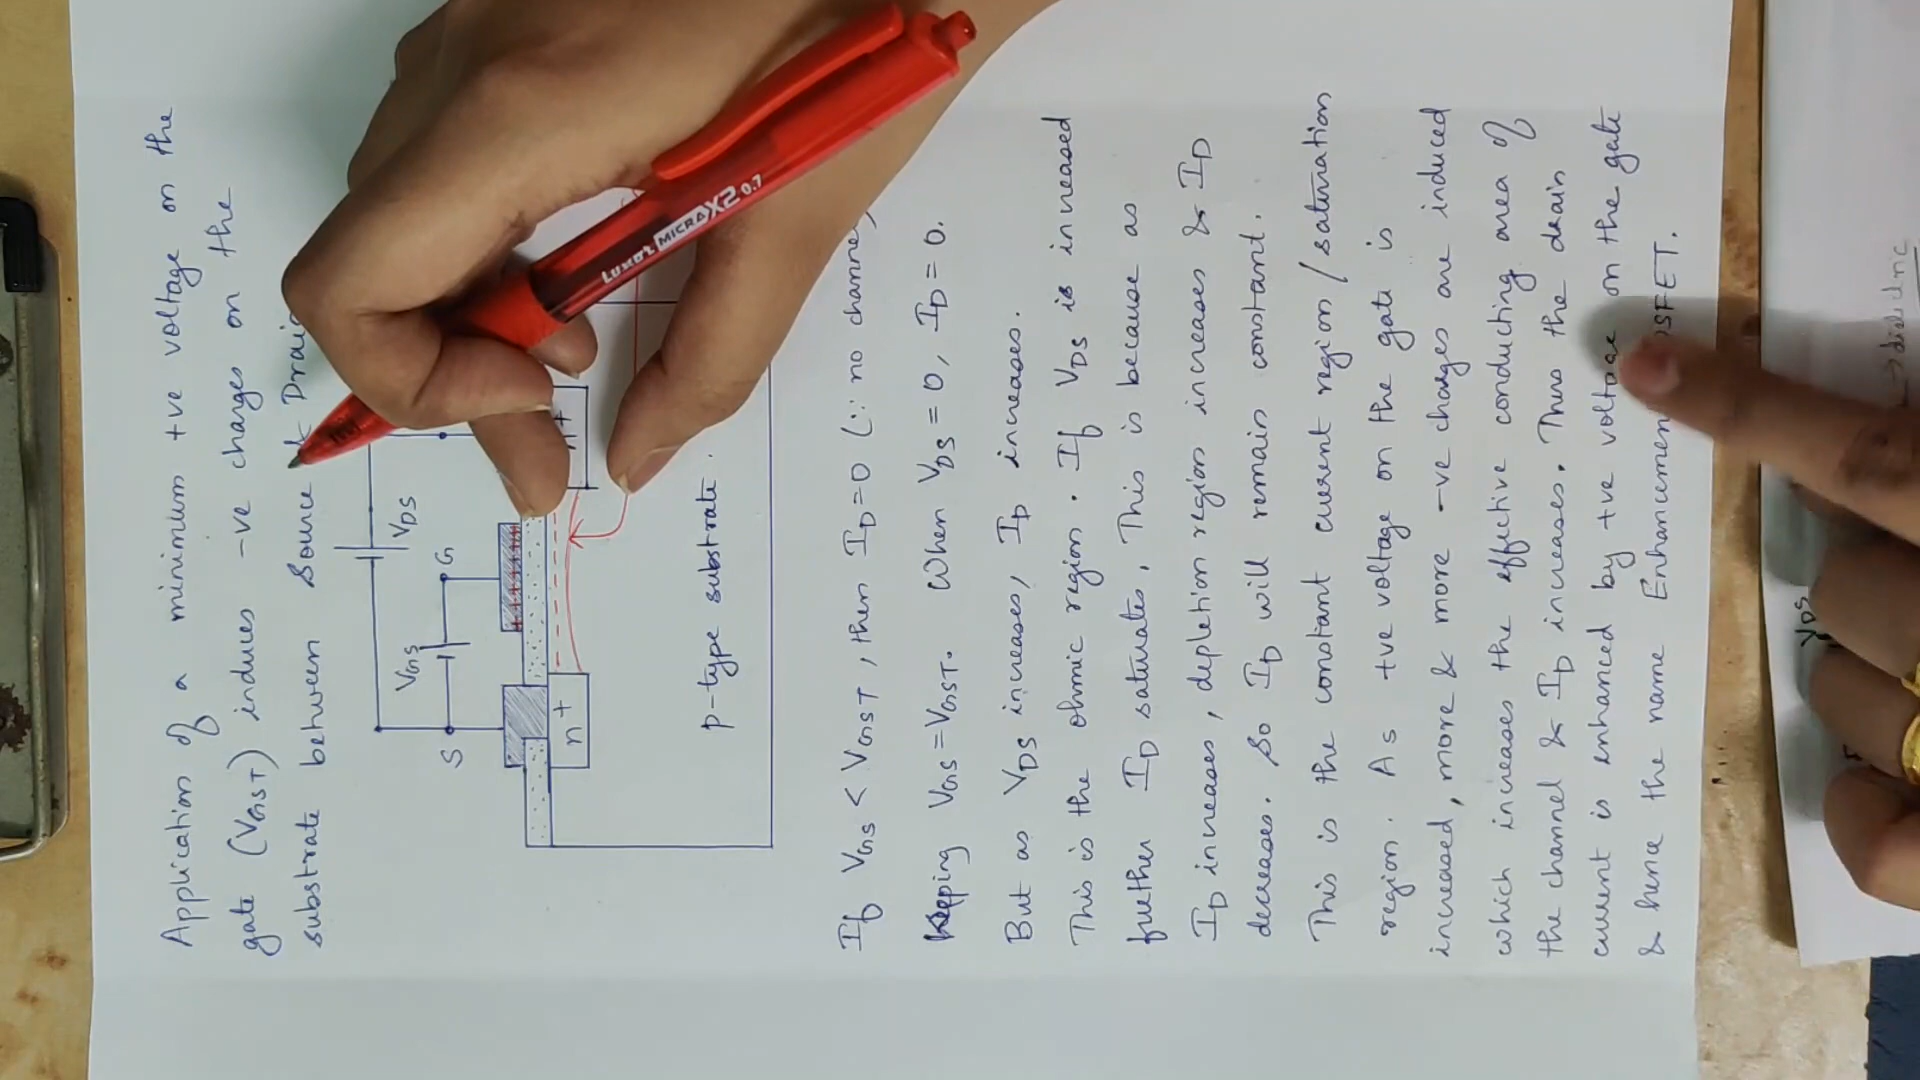 Application of a minimum +ve voltage on the
gate (VGST) induces -ve charges on the
substrate between Source & Drain
VDS
VGS
G
S
n+
n+
p-type substrate.
If VGS < VGST, then ID=0 (∵ no channel
Keeping VGS=VGST. When VDS=0, ID=0.
But as VDS increases, ID increases.
This is the ohmic region. If VDS is increased
further ID saturates. This is because as
ID increases, depletion region increases & ID
decreases. So ID will remain constant.
This is the constant current region / saturation
region. As +ve voltage on the gate is
increased, more & more -ve charges are induced
which increases the effective conducting area of
the channel & ID increases. Thus the drain
current is enhanced by +ve voltage on the gate
& hence the name Enhancement OSFET.
Luxor MICRA X2 0.7
VDS